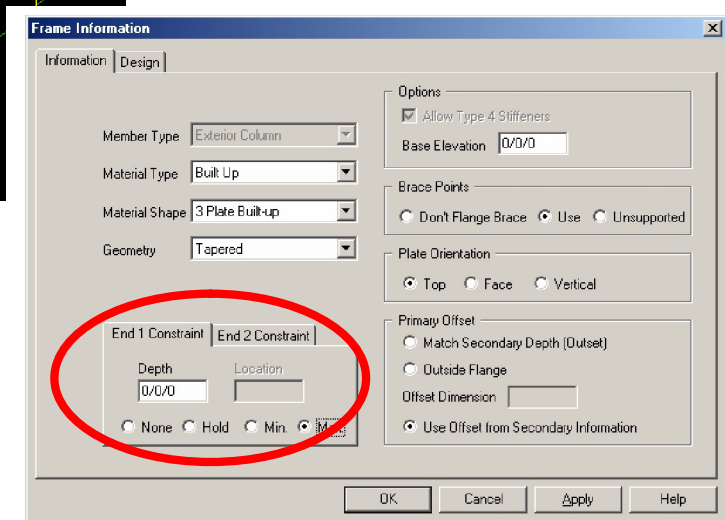 Frame Information
Information
Design
Member Type
Exterior Column
Material Type
Built Up
Material Shape
3 Plate Built-up
Geometry
Tapered
End 1 Constraint
End 2 Constraint
Depth
Location
0/0/0
None
Hold
Min.
Options
Allow Type 4 Stiffeners
Base Elevation
0/0/0
Brace Points
Don't Flange Brace
Use
Unsupported
Plate Orientation
Top
Face
Vertical
Primary Offset
Match Secondary Depth (Outset)
Outside Flange
Offset Dimension
Use Offset from Secondary Information
OK
Cancel
Apply
Help